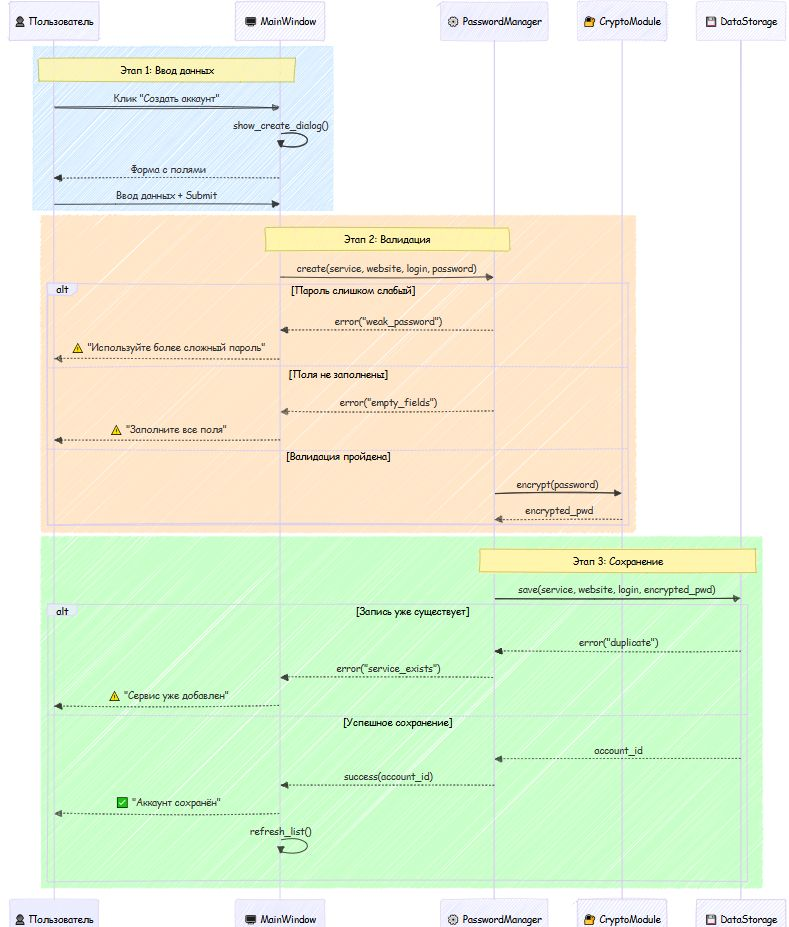 👤 Пользователь
🖥️ MainWindow
⚙️ PasswordManager
🔐 CryptoModule
💾 DataStorage
Этап 1: Ввод данных
Клик "Создать аккаунт"
show_create_dialog()
Форма с полями
Ввод данных + Submit
Этап 2: Валидация
create(service, website, login, password)
alt
[Пароль слишком слабый]
error("weak_password")
⚠️ "Используйте более сложный пароль"
[Поля не заполнены]
error("empty_fields")
⚠️ "Заполните все поля"
[Валидация пройдена]
encrypt(password)
encrypted_pwd
Этап 3: Сохранение
save(service, website, login, encrypted_pwd)
alt
[Запись уже существует]
error("duplicate")
error("service_exists")
⚠️ "Сервис уже добавлен"
[Успешное сохранение]
account_id
success(account_id)
✅ "Аккаунт сохранён"
refresh_list()
👤 Пользователь
🖥️ MainWindow
⚙️ PasswordManager
🔐 CryptoModule
💾 DataStorage